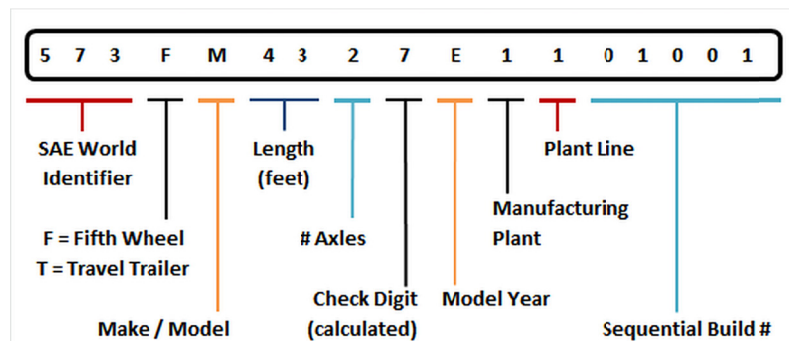 5 7 3 F M 4 3 2 7 E 1 1 0 1 0 0 1
SAE World
Identifier
Length
(feet)
Plant Line
F = Fifth Wheel
T = Travel Trailer
# Axles
Manufacturing
Plant
Make / Model
Check Digit
(calculated)
Model Year
Sequential Build #